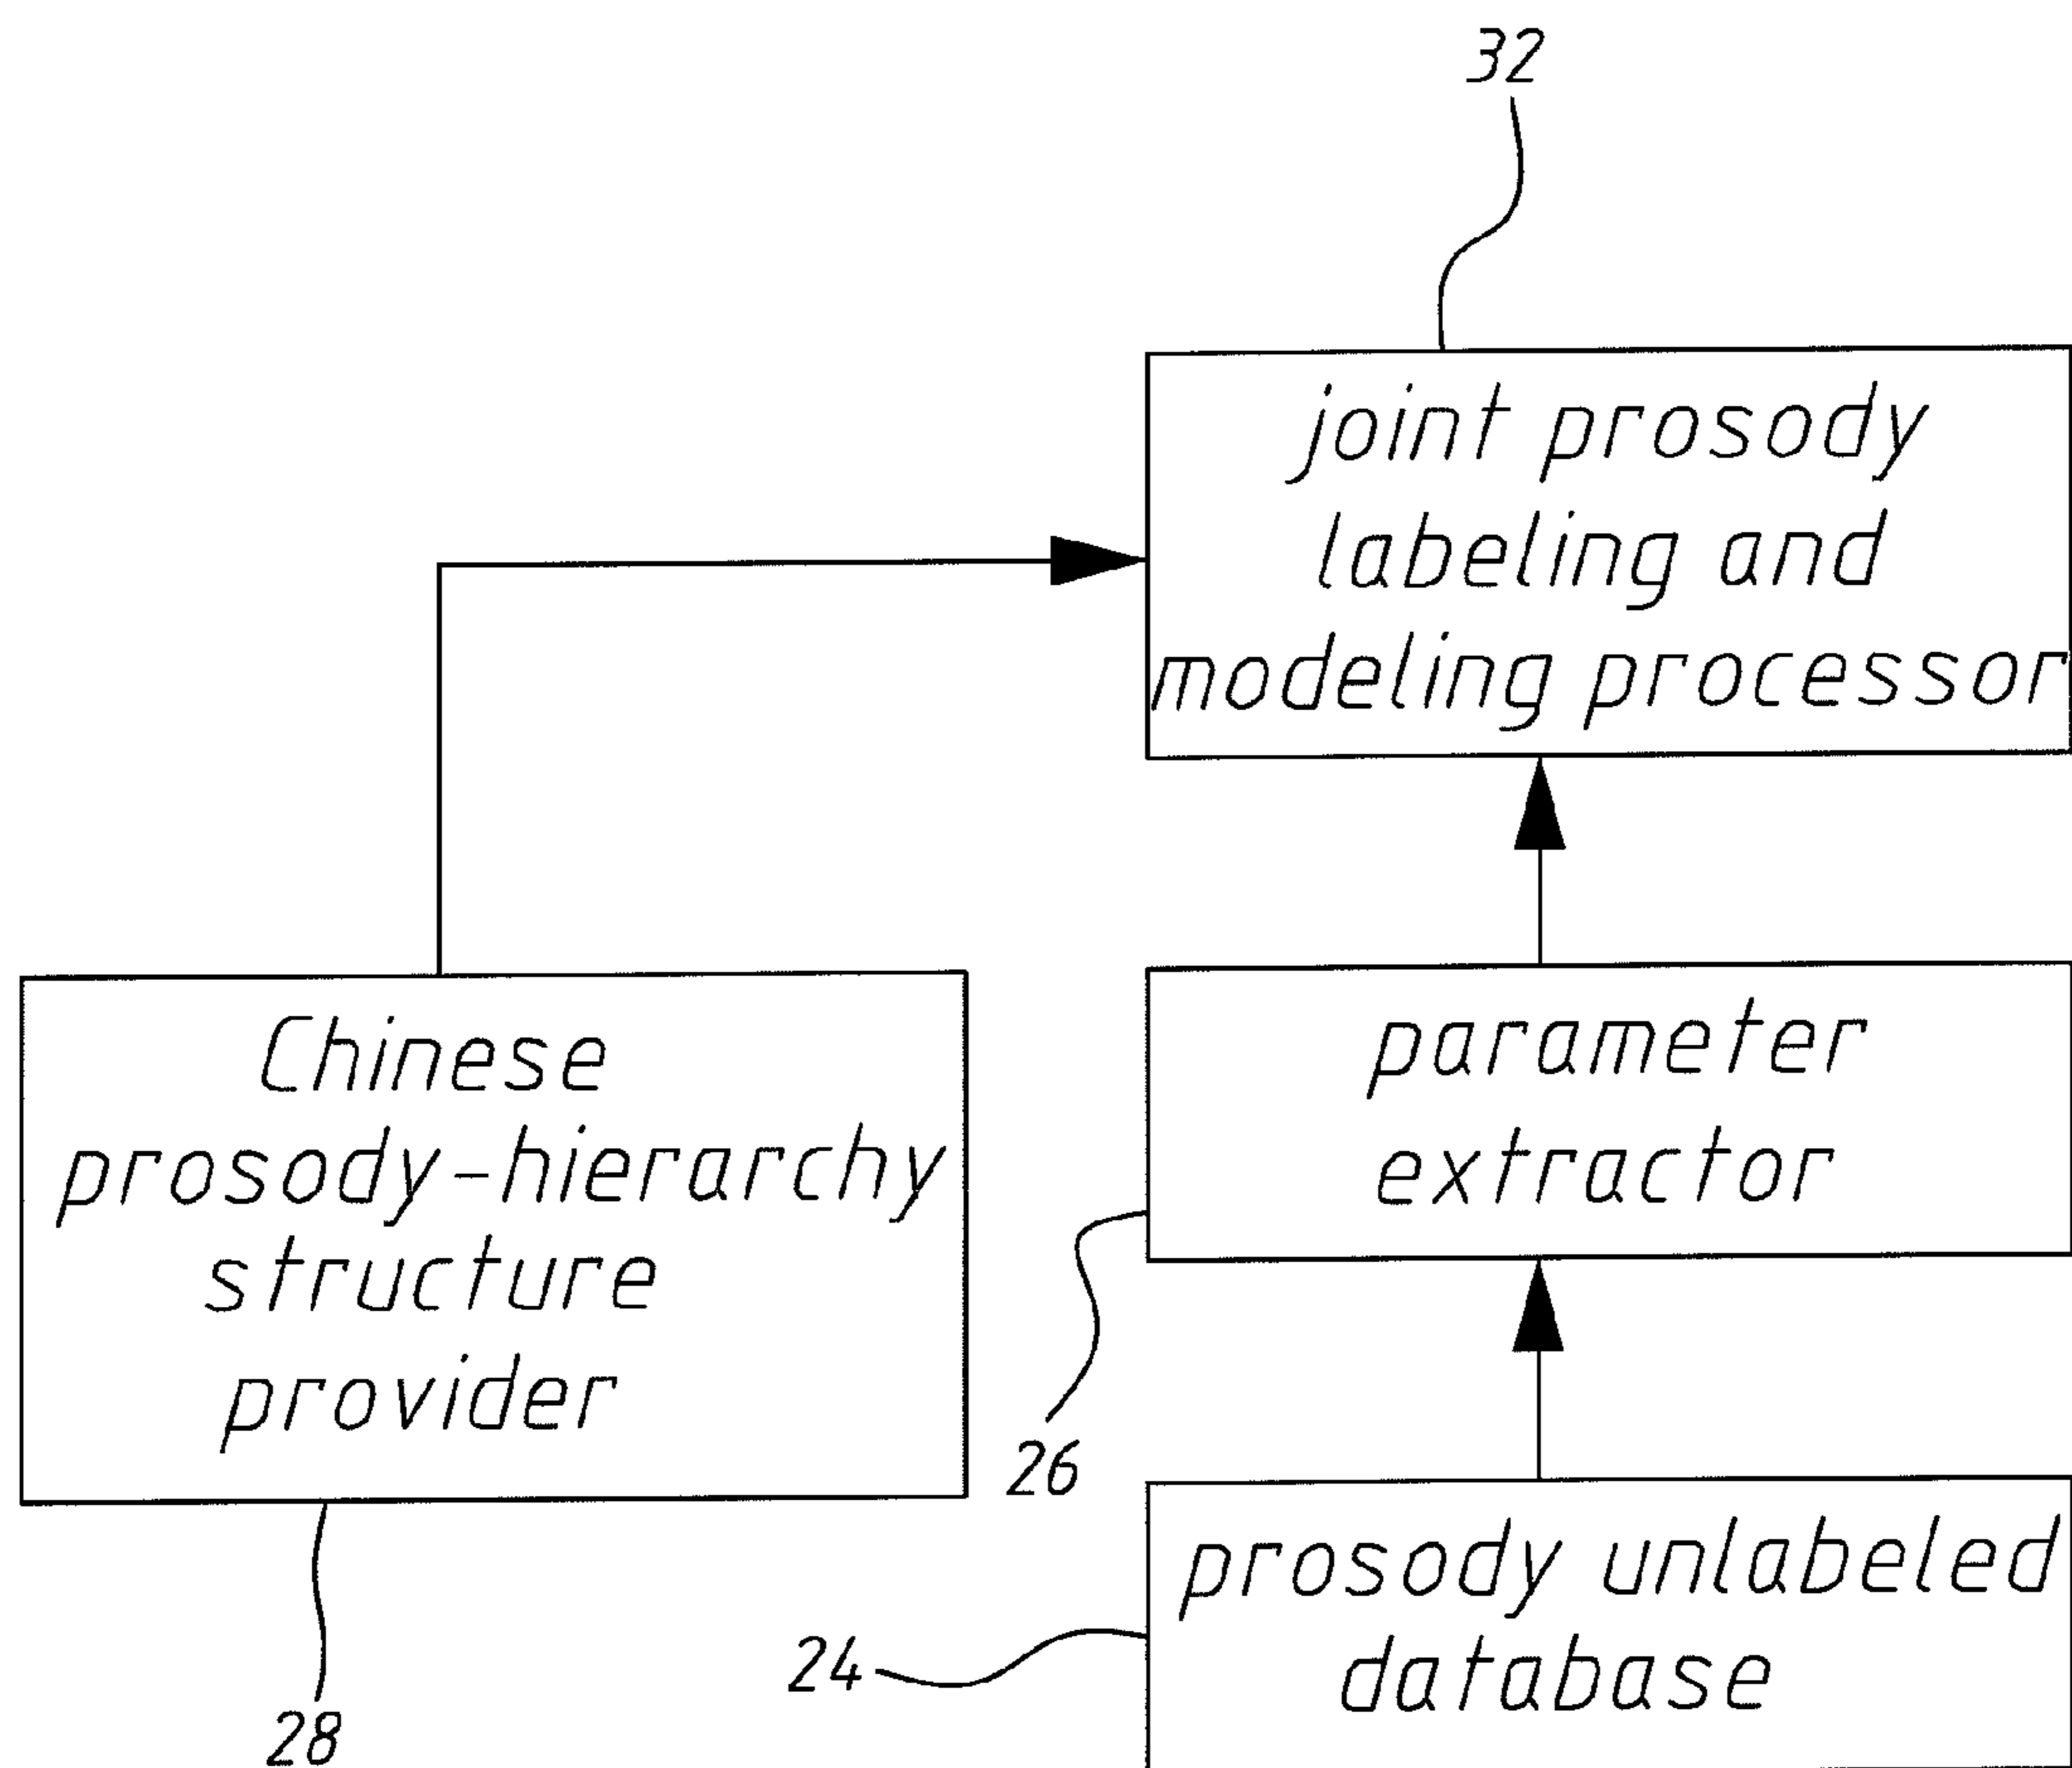 32
joint prosody
labeling and
modeling processor
Chinese
prosody-hierarchy
structure
provider
parameter
extractor
26
prosody unlabeled
database
24
28